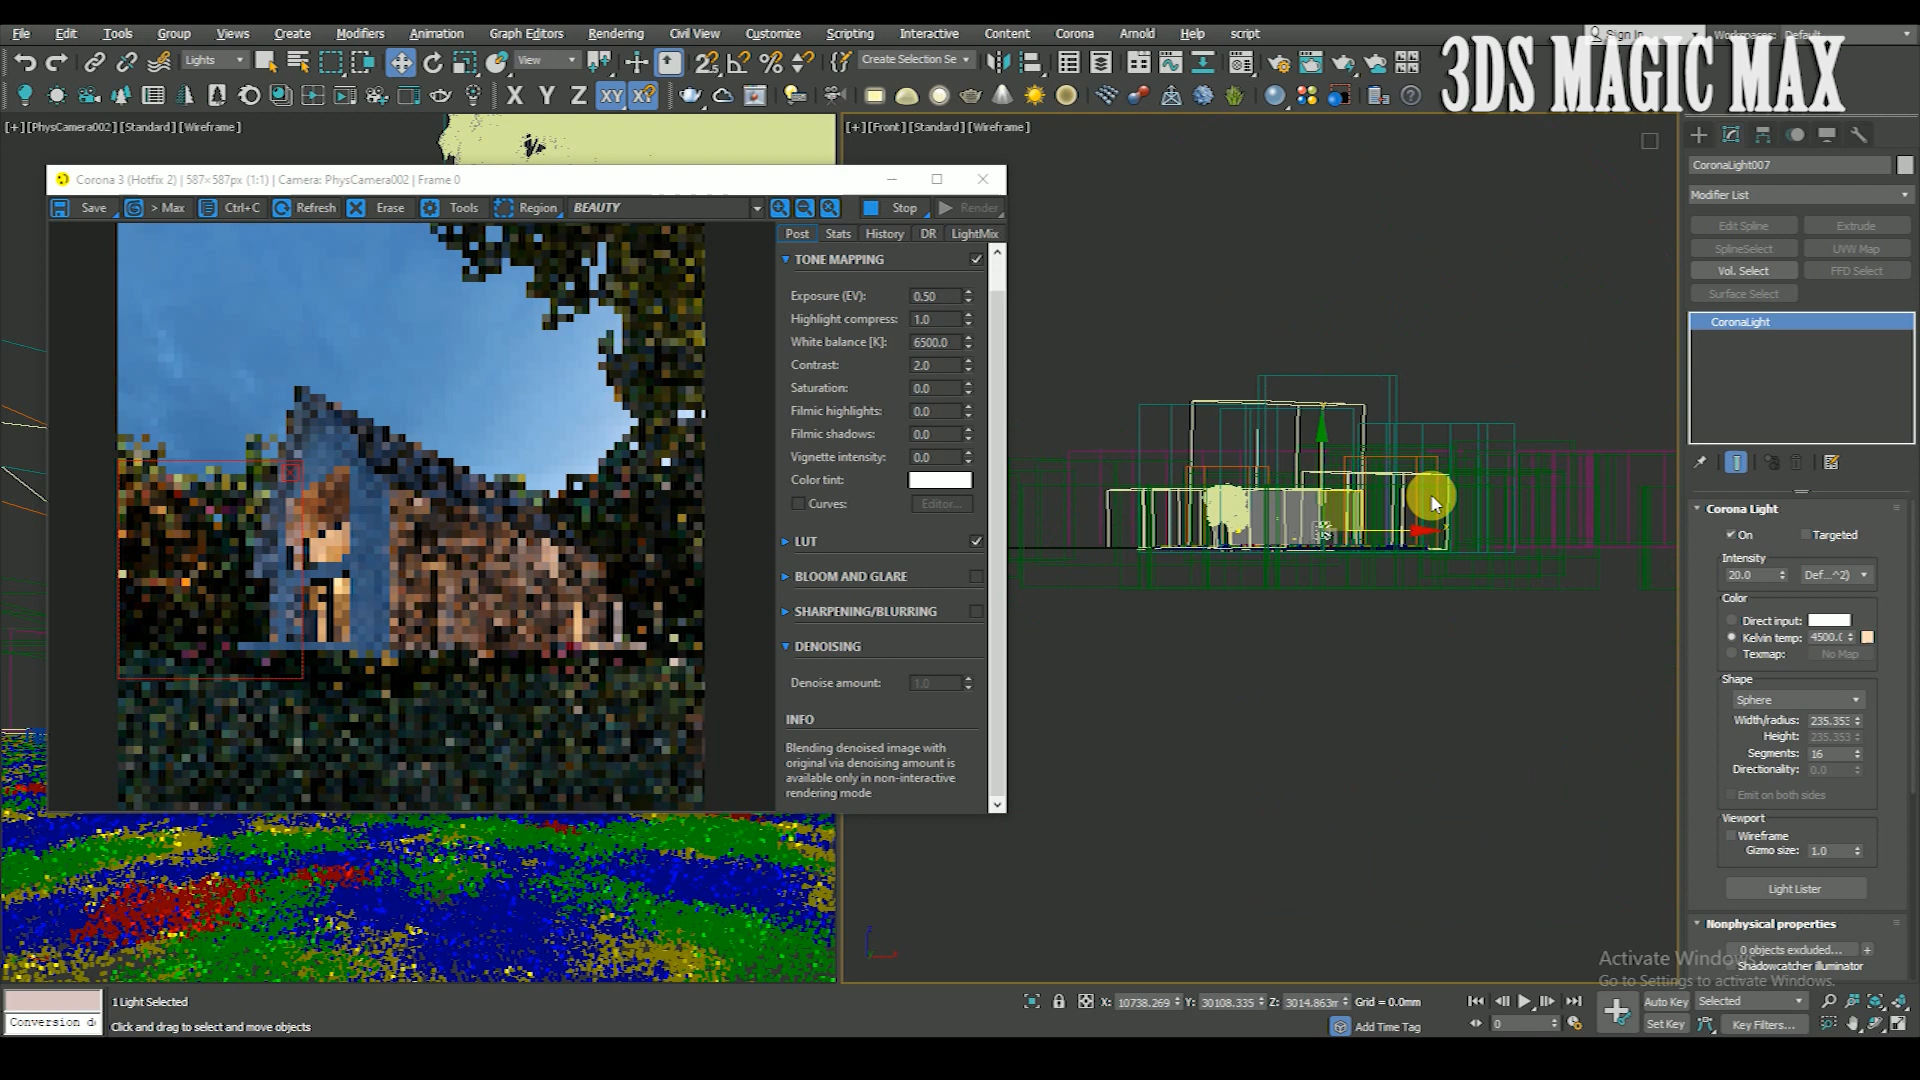 File Edit Tools Group Views Create Modifiers Animation Graph Editors Rendering Civil View Customize Scripting Interactive Content Corona Arnold Help script Sign In Workspaces: Default
3DS MAGIC MAX
Lights View Create Selection Se
X Y Z XY XY
[+] [PhysCamera002] [Standard] [Wireframe]
[+] [Front] [Standard] [Wireframe]
Corona 3 (Hotfix 2) | 587×587px (1:1) | Camera: PhysCamera002 | Frame 0
Save > Max Ctrl+C Refresh Erase Tools Region BEAUTY Stop Render
Post Stats History DR LightMix
TONE MAPPING
Exposure (EV): 0.50
Highlight compress: 1.0
White balance [K]: 6500.0
Contrast: 2.0
Saturation: 0.0
Filmic highlights: 0.0
Filmic shadows: 0.0
Vignette intensity: 0.0
Color tint:
Curves: Editor...
LUT
BLOOM AND GLARE
SHARPENING/BLURRING
DENOISING
Denoise amount: 1.0
INFO
Blending denoised image with
original via denoising amount is
available only in non-interactive
rendering mode
CoronaLight007
Modifier List
Edit Spline Extrude
SplineSelect UVW Map
Vol. Select FFD Select
Surface Select
CoronaLight
Corona Light
On Targeted
Intensity
20.0 Def...^2)
Color
Direct input:
Kelvin temp: 4500.(
Texmap: No Map
Shape
Sphere
Width/radius: 235.353
Height: 235.353
Segments: 16
Directionality: 0.0
Emit on both sides
Viewport
Wireframe
Gizmo size: 1.0
Light Lister
Nonphysical properties
0 objects excluded... +
Shadowcatcher illuminator
Activate Windows
Go to Settings to activate Windows.
1 Light Selected
Conversion d
Click and drag to select and move objects
X: 10738.269 Y: 30108.335 Z: 3014.863m Grid = 0.0mm
Add Time Tag
0
Auto Key Selected
Set Key Key Filters...